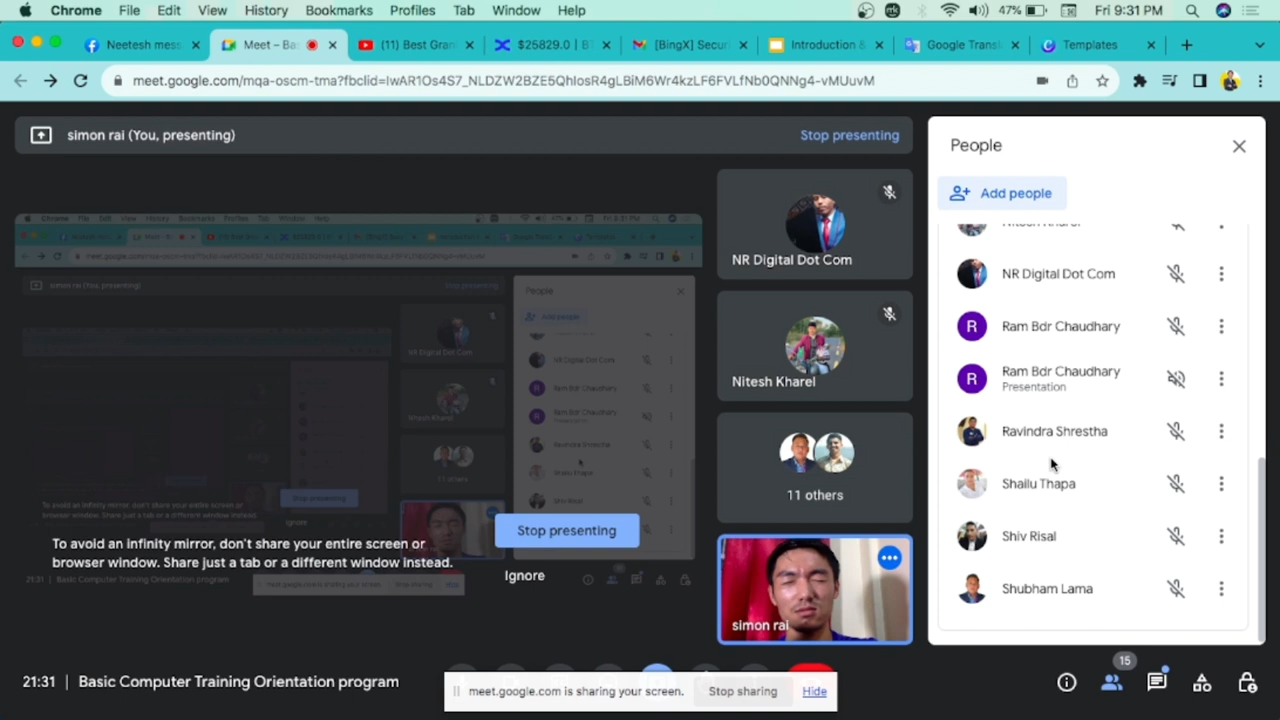 Chrome File Edit View History Bookmarks Profiles Tab Window Help
47% Fri 9:31 PM
Neetesh mess
Meet – Ba
(11) Best Gran
$25829.0 | BT
[BingX] Securi
Introduction &
Google Transl
Templates
meet.google.com/mqa-oscm-tma?fbclid=
simon rai (You, presenting)
Stop presenting
People
Add people
Nitesh Kharel
NR Digital Dot Com
Ram Bdr Chaudhary
Ram Bdr Chaudhary
Presentation
Ravindra Shrestha
Shailu Thapa
Shiv Risal
Shubham Lama
NR Digital Dot Com
Nitesh Kharel
11 others
simon rai
To avoid an infinity mirror, don't share your entire screen or
browser window. Share just a tab or a different window instead.
Stop presenting
Ignore
21:31 | Basic Computer Training Orientation program
meet.google.com is sharing your screen.
Stop sharing
Hide
15